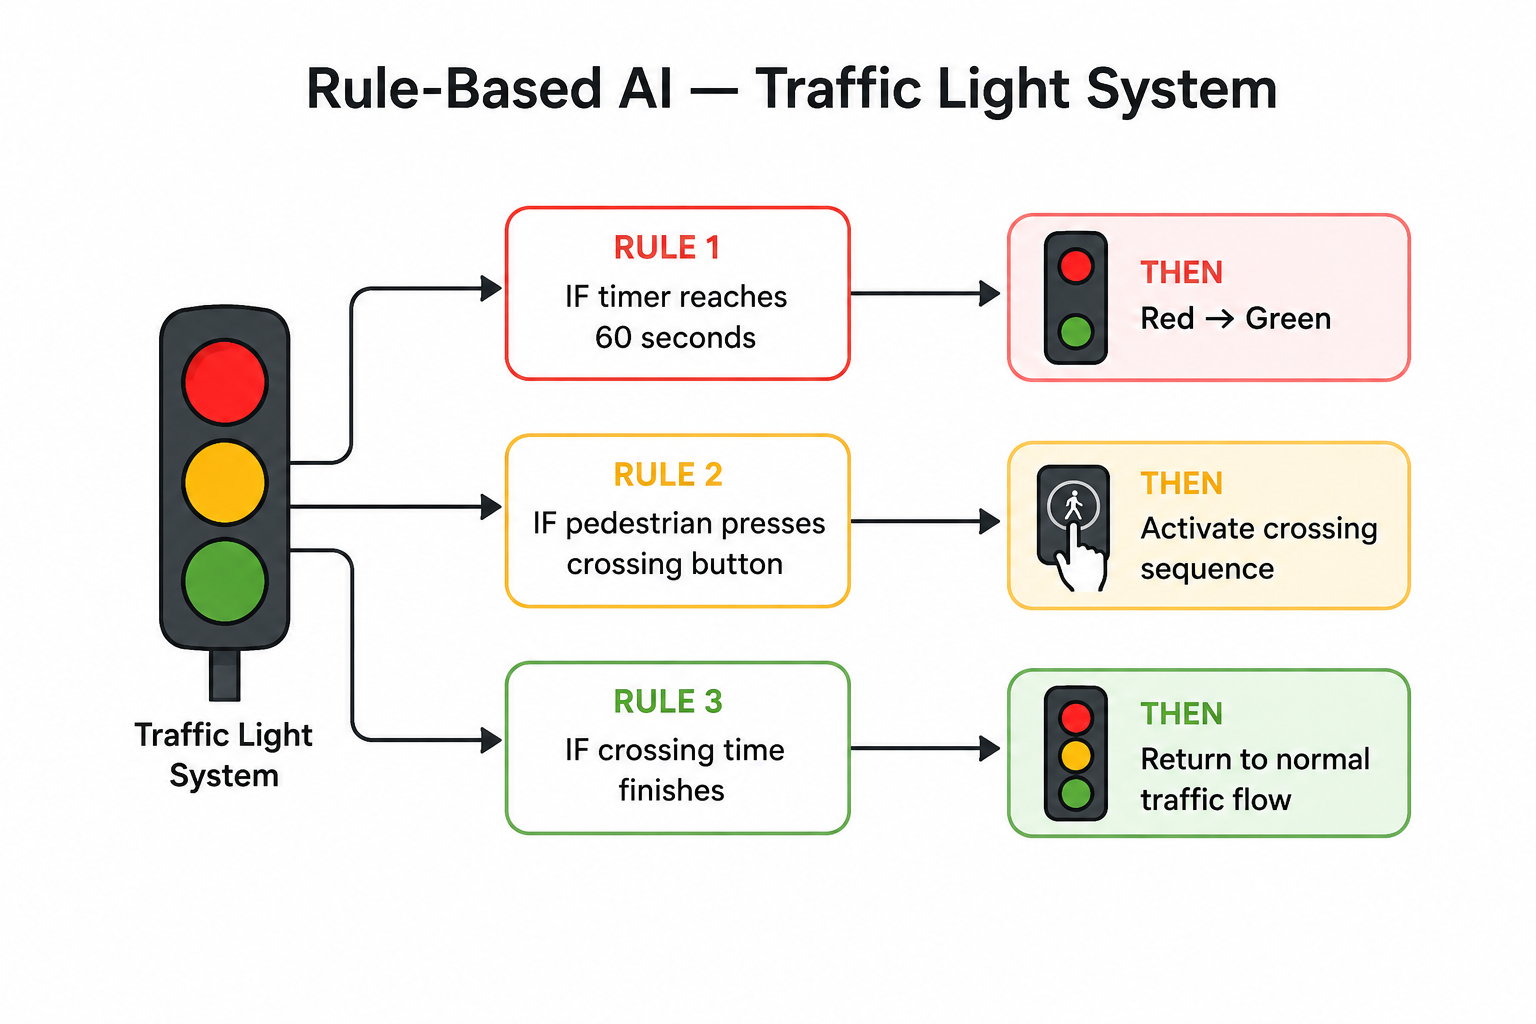 Rule-Based AI — Traffic Light System
RULE 1
IF timer reaches
60 seconds
THEN
Red → Green
RULE 2
IF pedestrian presses
crossing button
THEN
Activate crossing
sequence
RULE 3
IF crossing time
finishes
THEN
Return to normal
traffic flow
Traffic Light
System